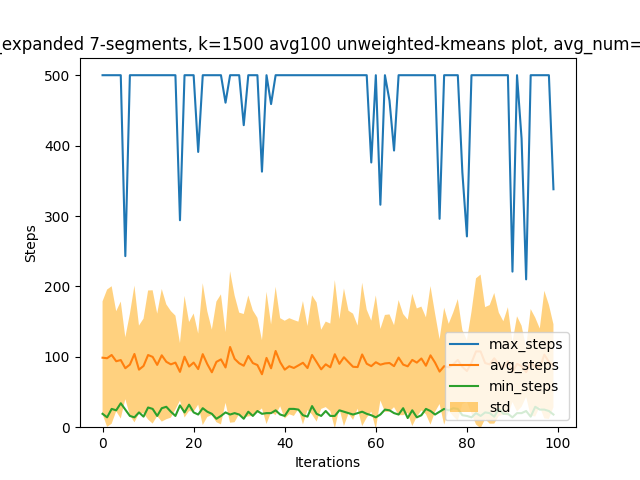 _expanded 7-segments, k=1500 avg100 unweighted-kmeans plot, avg_num=
500
400
300
200
100
0
Steps
0 20 40 60 80 100
Iterations
max_steps
avg_steps
min_steps
std